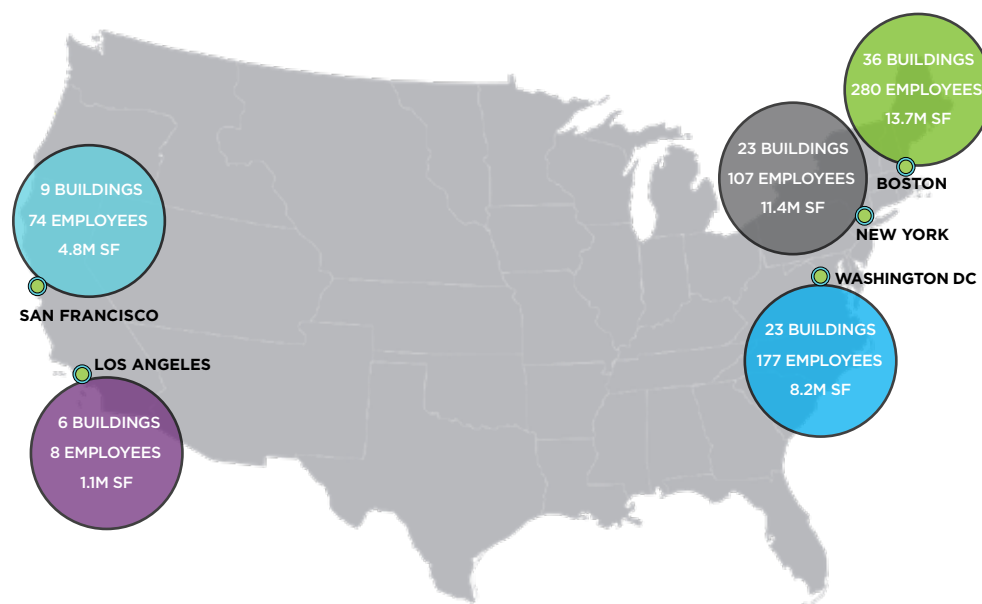 36 BUILDINGS
280 EMPLOYEES
13.7M SF
BOSTON
23 BUILDINGS
107 EMPLOYEES
11.4M SF
NEW YORK
9 BUILDINGS
74 EMPLOYEES
4.8M SF
SAN FRANCISCO
WASHINGTON DC
23 BUILDINGS
177 EMPLOYEES
8.2M SF
LOS ANGELES
6 BUILDINGS
8 EMPLOYEES
1.1M SF